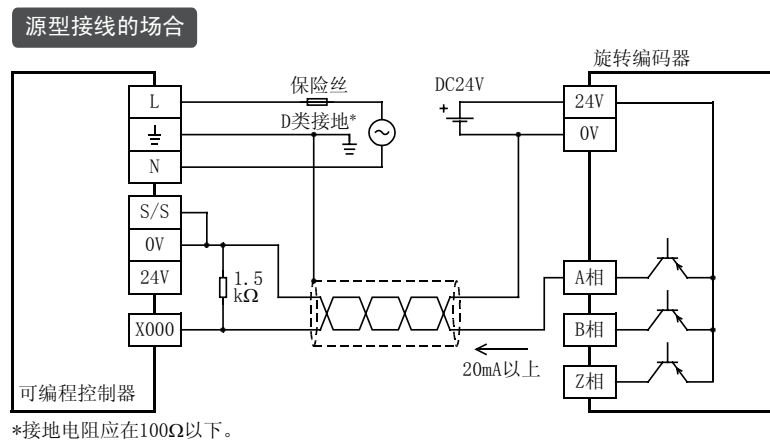 源型接线的场合
旋转编码器
L
保险丝
DC24V
24V
D类接地*
0V
N
S/S
0V
24V
1.5
kΩ
A相
X000
B相
20mA以上
Z相
可编程控制器
*接地电阻应在100Ω以下。